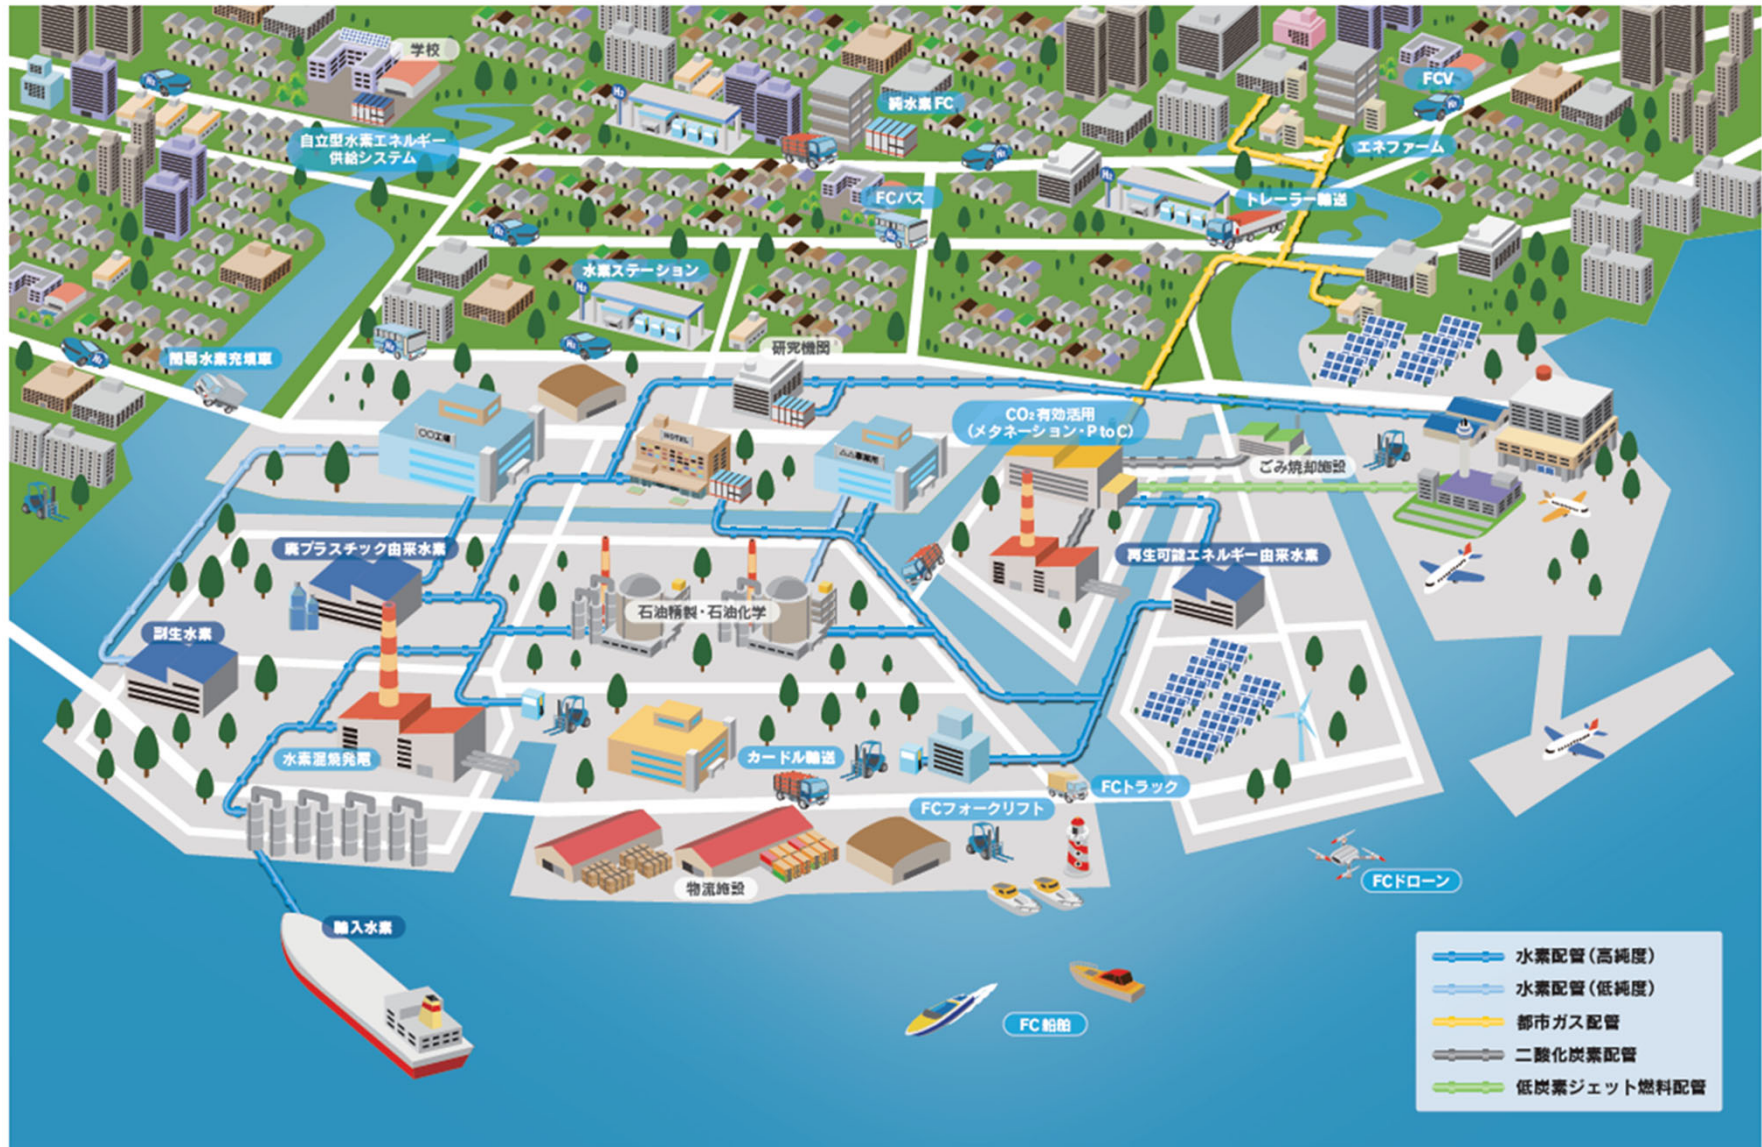 学校
FCV
純水素FC
H₂
自立型水素エネルギー
供給システム
エネファーム
FCバス
トレーラー輸送
水素ステーション
研究機関
簡易水素充填車
CO₂有効活用
(メタネーション・PtoC)
〇〇工場
HOTEL
△△事業所
ごみ焼却施設
廃プラスチック由来水素
再生可能エネルギー由来水素
石油精製・石油化学
副生水素
水素混焼発電
カードル輸送
FCトラック
FCフォークリフト
物流施設
FCドローン
輸入水素
FC船舶
水素配管(高純度)
水素配管(低純度)
都市ガス配管
二酸化炭素配管
低炭素ジェット燃料配管